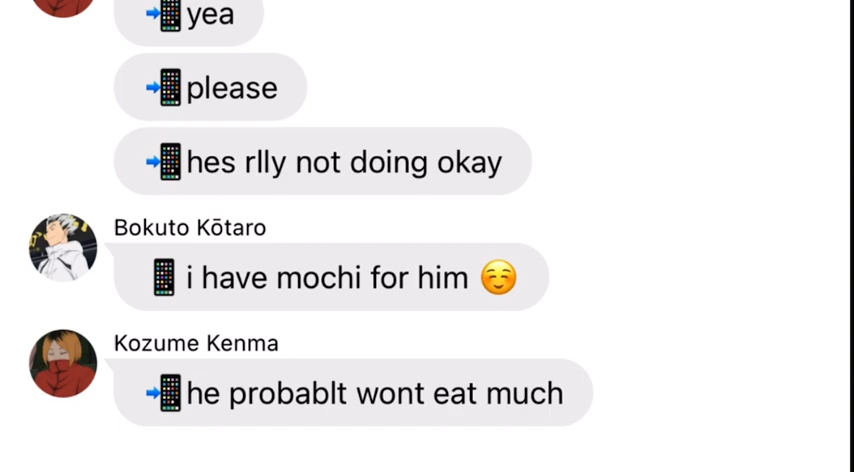 📲yea
📲please
📲hes rlly not doing okay
Bokuto Kōtaro
📱i have mochi for him ☺️
Kozume Kenma
📲he probablt wont eat much